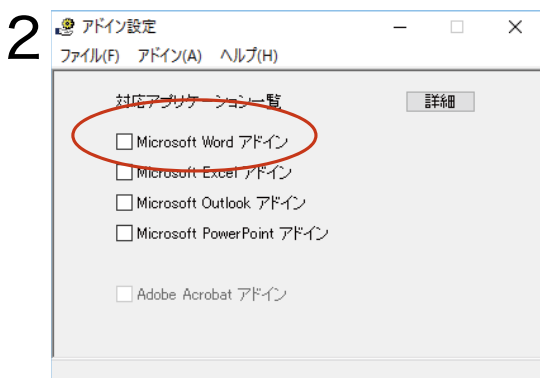 2
アドイン設定
ファイル(F) アドイン(A) ヘルプ(H)
対応アプリケーション一覧 詳細
Microsoft Word アドイン
Microsoft Excel アドイン
Microsoft Outlook アドイン
Microsoft PowerPoint アドイン
Adobe Acrobat アドイン